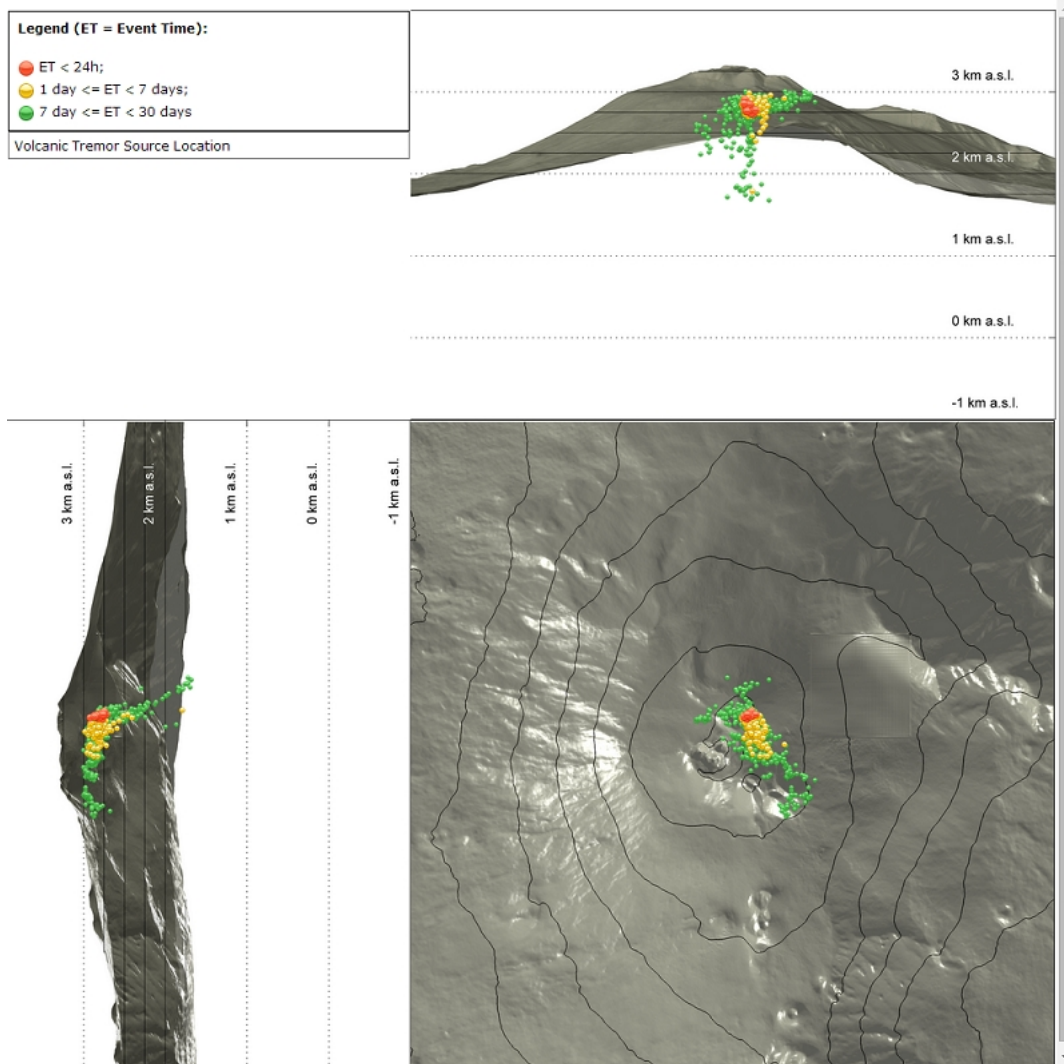 Legend (ET = Event Time):
ET < 24h;
1 day <= ET < 7 days;
7 day <= ET < 30 days
Volcanic Tremor Source Location
3 km a.s.l.
2 km a.s.l.
1 km a.s.l.
0 km a.s.l.
-1 km a.s.l.
3 km a.s.l.
2 km a.s.l.
1 km a.s.l.
0 km a.s.l.
-1 km a.s.l.